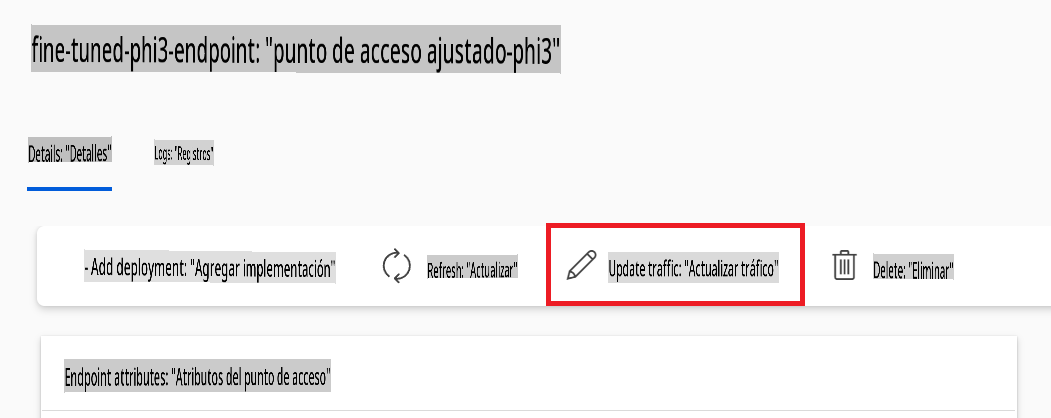 fine-tuned-phi3-endpoint: "punto de acceso ajustado-phi3"
Details: "Detalles" Logs: "Registros"
- Add deployment: "Agregar implementación" Refresh: "Actualizar" Update traffic: "Actualizar tráfico" Delete: "Eliminar"
Endpoint attributes: "Atributos del punto de acceso"